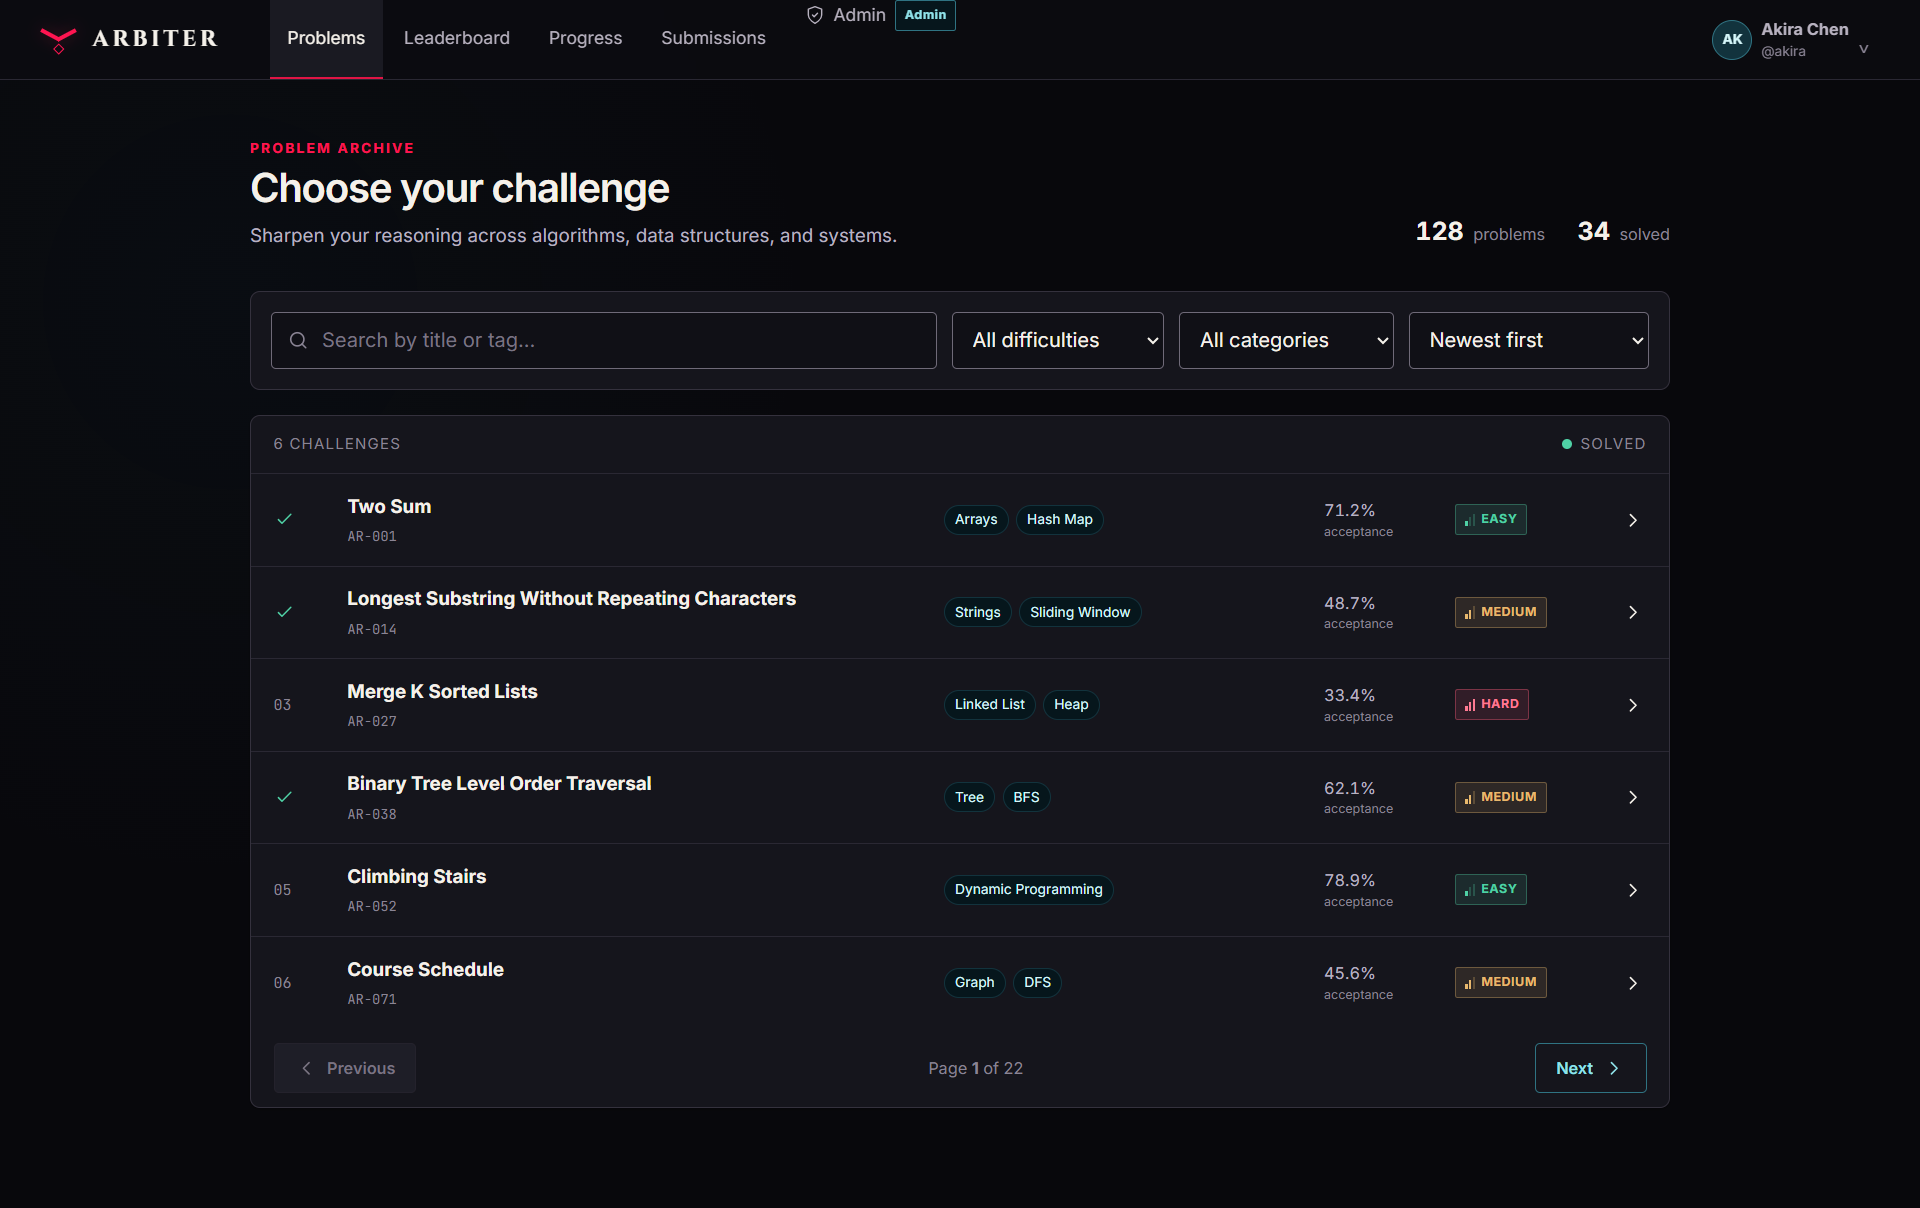 ARBITER
Problems
Leaderboard
Progress
Submissions
Admin
Admin
AK
Akira Chen
@akira
PROBLEM ARCHIVE
Choose your challenge
Sharpen your reasoning across algorithms, data structures, and systems.
128 problems
34 solved
Search by title or tag...
All difficulties
All categories
Newest first
6 CHALLENGES
SOLVED
Two Sum
AR-001
Arrays
Hash Map
71.2%
acceptance
EASY
Longest Substring Without Repeating Characters
AR-014
Strings
Sliding Window
48.7%
acceptance
MEDIUM
03
Merge K Sorted Lists
AR-027
Linked List
Heap
33.4%
acceptance
HARD
Binary Tree Level Order Traversal
AR-038
Tree
BFS
62.1%
acceptance
MEDIUM
05
Climbing Stairs
AR-052
Dynamic Programming
78.9%
acceptance
EASY
06
Course Schedule
AR-071
Graph
DFS
45.6%
acceptance
MEDIUM
Previous
Page 1 of 22
Next